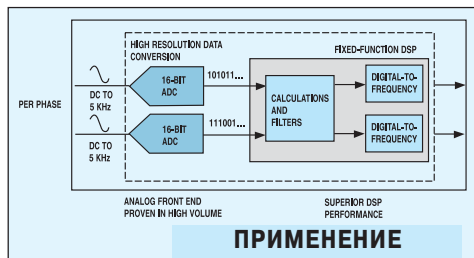 HIGH RESOLUTION DATA
CONVERSION
FIXED-FUNCTION DSP
PER PHASE
DC TO
5 KHz
16-BIT
ADC
101011...
DC TO
5 KHz
16-BIT
ADC
111001...
CALCULATIONS
AND
FILTERS
DIGITAL-TO-
FREQUENCY
DIGITAL-TO-
FREQUENCY
ANALOG FRONT END
PROVEN IN HIGH VOLUME
SUPERIOR DSP
PERFORMANCE
ПРИМЕНЕНИЕ